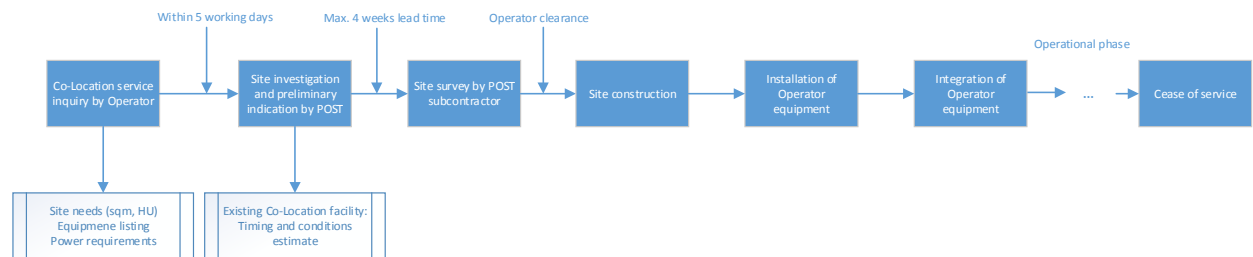 Within 5 working days
Max. 4 weeks lead time
Operator clearance
Operational phase
Co-Location service
inquiry by Operator
Site investigation
and preliminary
indication by POST
Site survey by POST
subcontractor
Site construction
Installation of
Operator
equipment
Integration of
Operator
equipment
...
Cease of service
Site needs (sqm, HU)
Equipmene listing
Power requirements
Existing Co-Location facility:
Timing and conditions
estimate